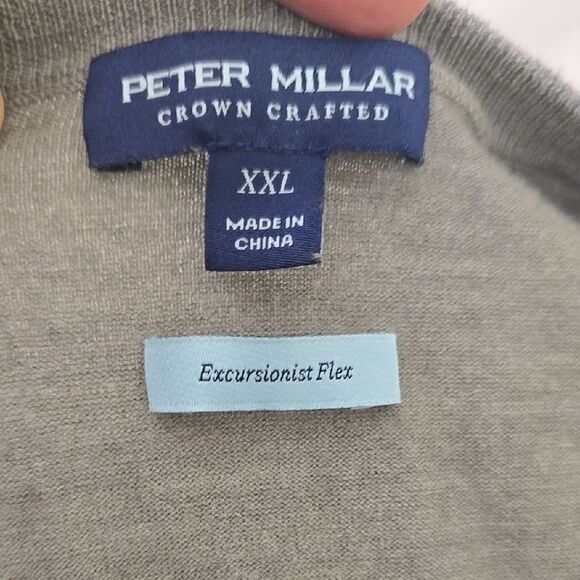 PETER MILLAR
CROWN CRAFTED
XXL
MADE IN
CHINA
Excursionist Flex